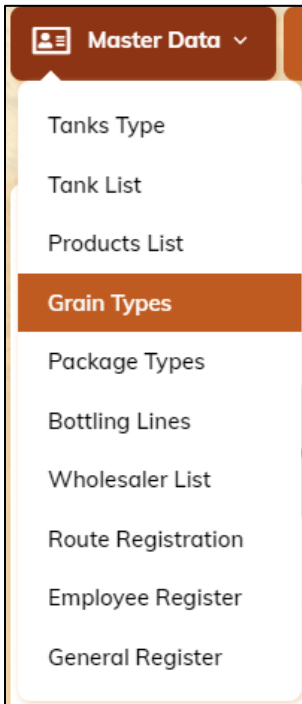 Master Data
Tanks Type
Tank List
Products List
Grain Types
Package Types
Bottling Lines
Wholesaler List
Route Registration
Employee Register
General Register